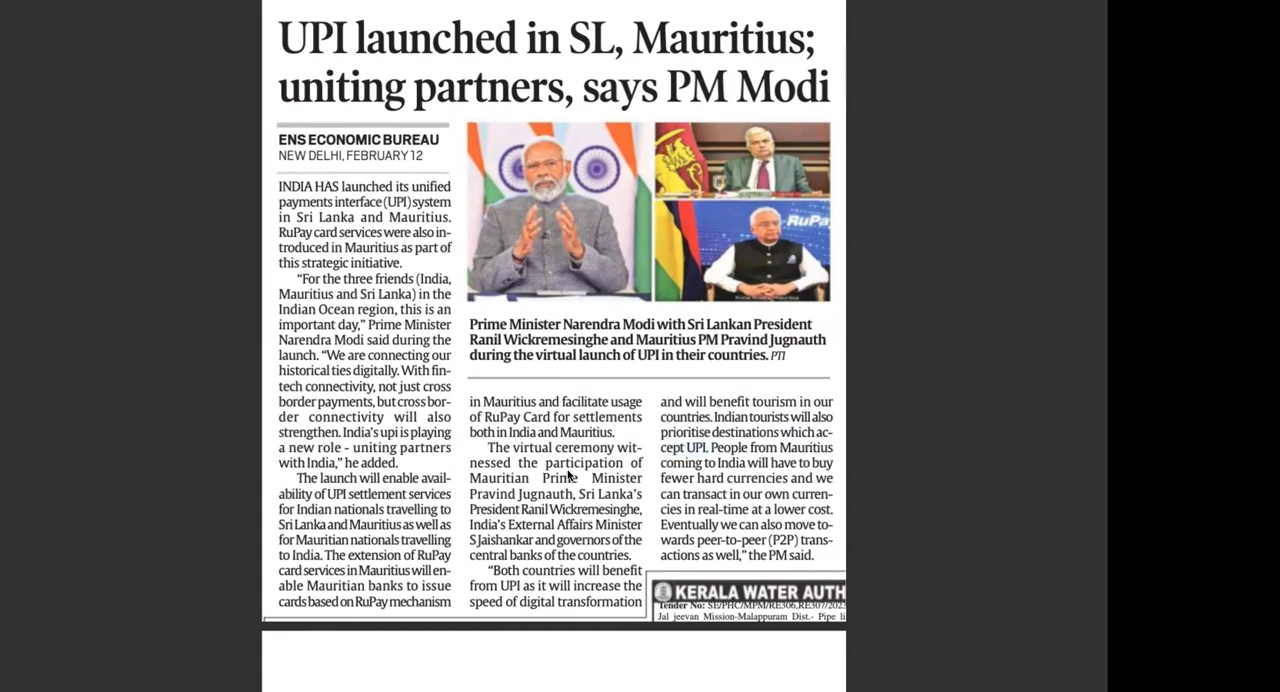 UPI launched in SL, Mauritius;
uniting partners, says PM Modi
ENS ECONOMIC BUREAU
NEW DELHI, FEBRUARY 12
INDIA HAS launched its unified
payments interface (UPI) system
in Sri Lanka and Mauritius.
RuPay card services were also in-
troduced in Mauritius as part of
this strategic initiative.
“For the three friends (India,
Mauritius and Sri Lanka) in the
Indian Ocean region, this is an
important day,” Prime Minister
Narendra Modi said during the
launch. “We are connecting our
historical ties digitally. With fin-
tech connectivity, not just cross
border payments, but cross bor-
der connectivity will also
strengthen. India’s upi is playing
a new role - uniting partners
with India,” he added.
The launch will enable avail-
ability of UPI settlement services
for Indian nationals travelling to
Sri Lanka and Mauritius as well as
for Mauritian nationals travelling
to India. The extension of RuPay
card services in Mauritius will en-
able Mauritian banks to issue
cards based on RuPay mechanism
RuPay
Prime Minister Narendra Modi with Sri Lankan President
Ranil Wickremesinghe and Mauritius PM Pravind Jugnauth
during the virtual launch of UPI in their countries. PTI
in Mauritius and facilitate usage
of RuPay Card for settlements
both in India and Mauritius.
The virtual ceremony wit-
nessed the participation of
Mauritian Prime Minister
Pravind Jugnauth, Sri Lanka’s
President Ranil Wickremesinghe,
India’s External Affairs Minister
S Jaishankar and governors of the
central banks of the countries.
“Both countries will benefit
from UPI as it will increase the
speed of digital transformation
and will benefit tourism in our
countries. Indian tourists will also
prioritise destinations which ac-
cept UPI. People from Mauritius
coming to India will have to buy
fewer hard currencies and we
can transact in our own curren-
cies in real-time at a lower cost.
Eventually we can also move to-
wards peer-to-peer (P2P) trans-
actions as well,” the PM said.
KERALA WATER AUTH
Tender No: SE/PHC/MPM/RE306,RE307/2023
Jal jeevan Mission-Malappuram Dist.- Pipe li